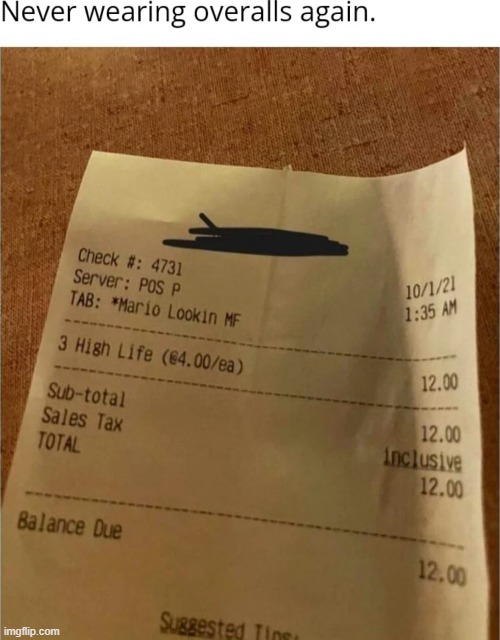 Never wearing overalls again.
Check #: 4731
Server: POS P 10/1/21
TAB: *Mario Lookin MF 1:35 AM
3 High Life (@4.00/ea) 12.00
Sub-total 12.00
Sales Tax inclusive
TOTAL 12.00
Balance Due 12.00
Suggested Tips:
imgflip.com